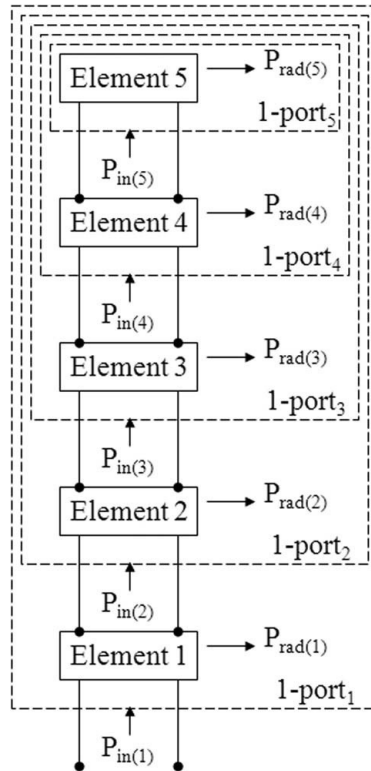 Element 5
P_rad(5)
1-port_5
P_in(5)
Element 4
P_rad(4)
1-port_4
P_in(4)
Element 3
P_rad(3)
1-port_3
P_in(3)
Element 2
P_rad(2)
1-port_2
P_in(2)
Element 1
P_rad(1)
1-port_1
P_in(1)